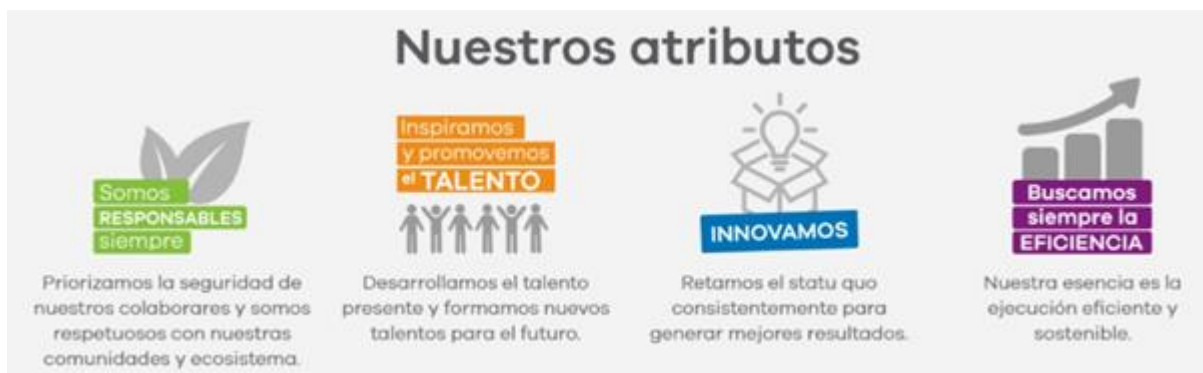 Nuestros atributos
Somos
RESPONSABLES
siempre
Priorizamos la seguridad de
nuestros colaborares y somos
respetuosos con nuestras
comunidades y ecosistema.
Inspiramos
y promovemos
el TALENTO
Desarrollamos el talento
presente y formamos nuevos
talentos para el futuro.
INNOVAMOS
Retamos el statu quo
consistentemente para
generar mejores resultados.
Buscamos
siempre la
EFICIENCIA
Nuestra esencia es la
ejecución eficiente y
sostenible.